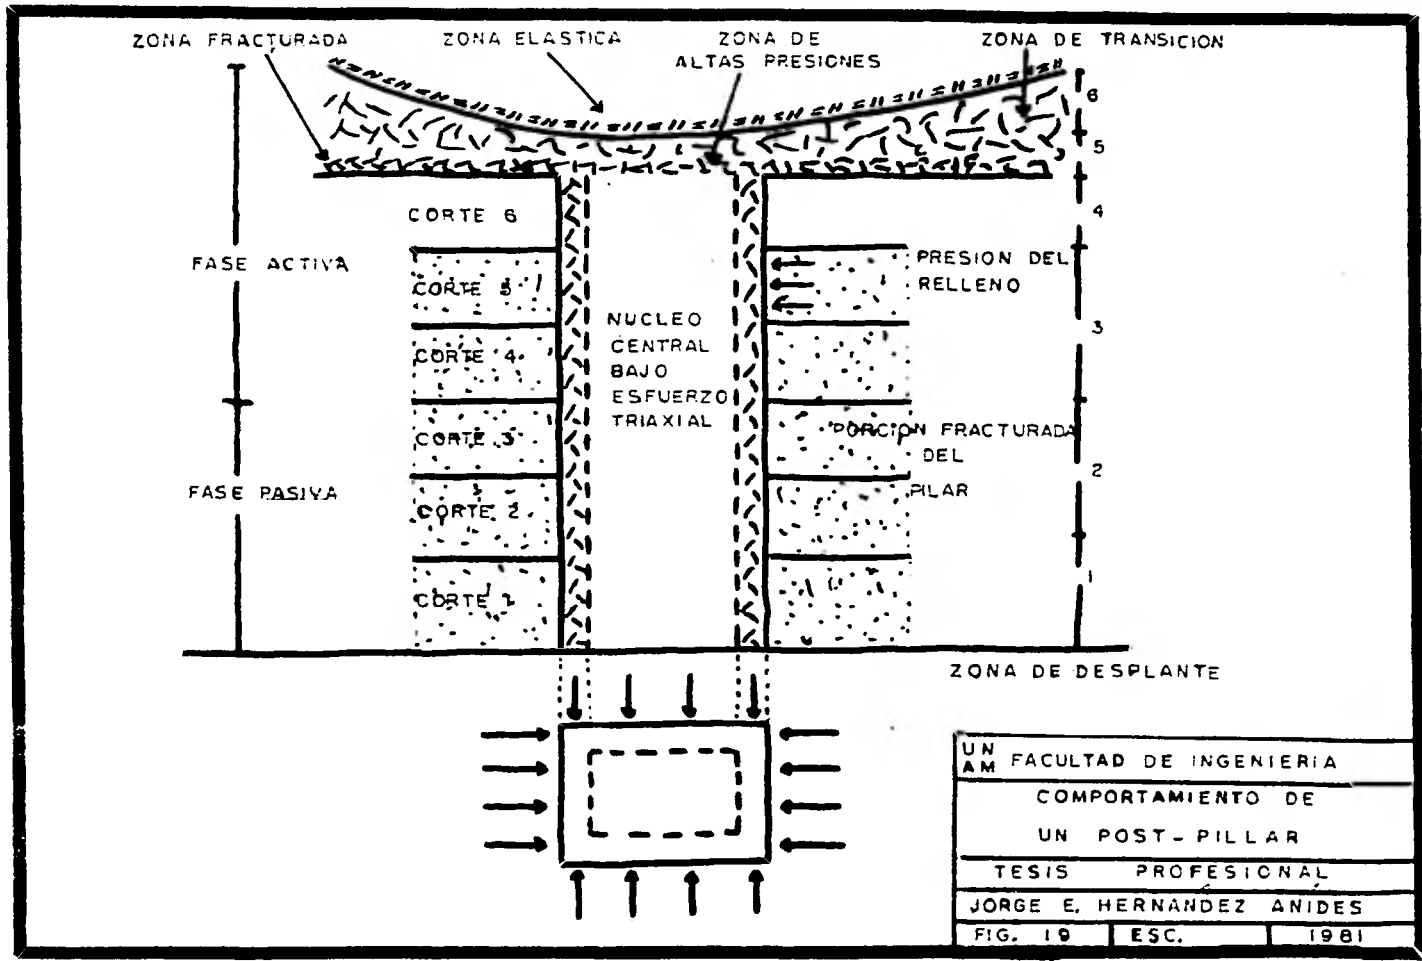 ZONA FRACTURADA
ZONA ELASTICA
ZONA DE
ALTAS PRESIONES
ZONA DE TRANSICION
6
5
4
3
2
1
CORTE 6
FASE ACTIVA
CORTE 5
CORTE 4
CORTE 3
FASE PASIVA
CORTE 2
CORTE 1
NUCLEO
CENTRAL
BAJO
ESFUERZO
TRIAXIAL
PRESION DEL
RELLENO
PORCION FRACTURADA
DEL
PILAR
ZONA DE DESPLANTE
UN
AM
FACULTAD DE INGENIERIA
COMPORTAMIENTO DE
UN POST-PILLAR
TESIS PROFESIONAL
JORGE E. HERNANDEZ ANIDES
FIG. 19 ESC. 1981